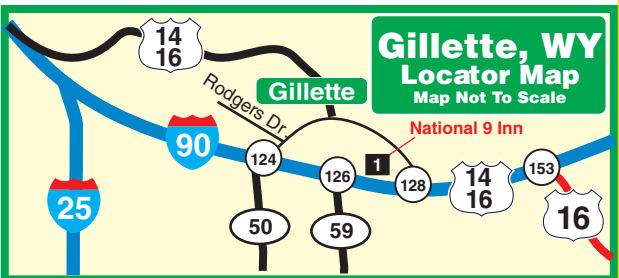 Gillette, WY
Locator Map
Map Not To Scale
14
16
Rodgers Dr.
Gillette
National 9 Inn
90
124
126
1
128
14
16
153
25
50
59
16